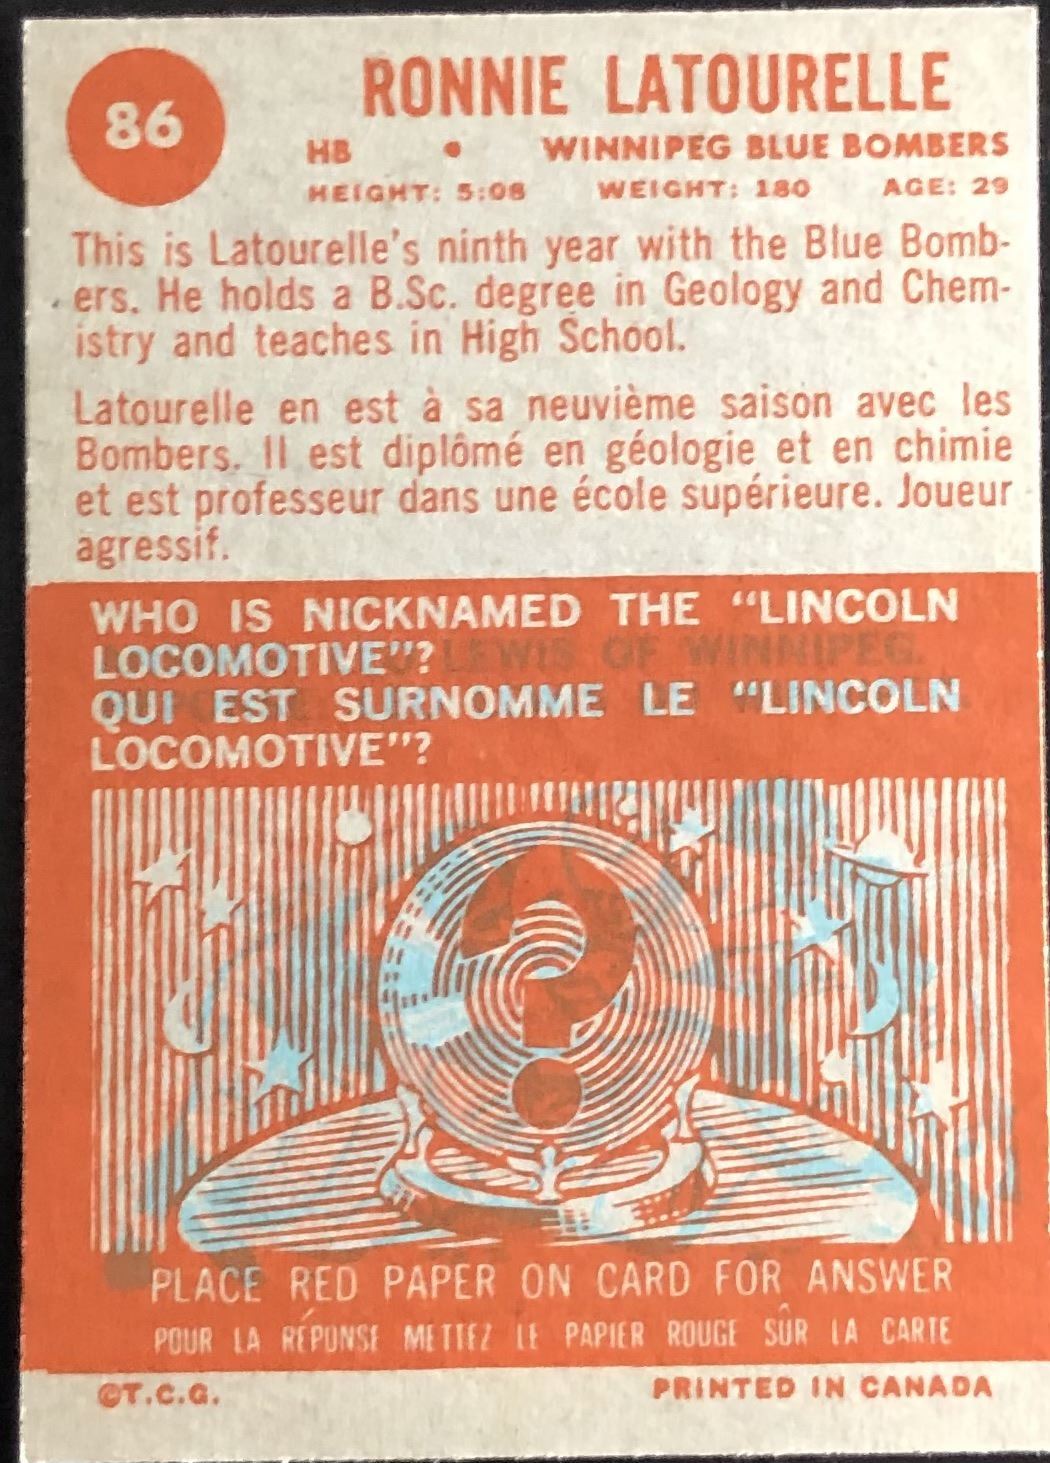 86
RONNIE LATOURELLE
HB • WINNIPEG BLUE BOMBERS
HEIGHT: 5:08 WEIGHT: 180 AGE: 29
This is Latourelle's ninth year with the Blue Bomb-
ers. He holds a B.Sc. degree in Geology and Chem-
istry and teaches in High School.
Latourelle en est à sa neuvième saison avec les
Bombers. Il est diplômé en géologie et en chimie
et est professeur dans une école supérieure. Joueur
agressif.
WHO IS NICKNAMED THE "LINCOLN
LOCOMOTIVE"?
LEWIS OF WINNIPEG.
QUI EST SURNOMME LE "LINCOLN
LOCOMOTIVE"?
?
PLACE RED PAPER ON CARD FOR ANSWER
POUR LA RÉPONSE METTEZ LE PAPIER ROUGE SÛR LA CARTE
©T.C.G. PRINTED IN CANADA